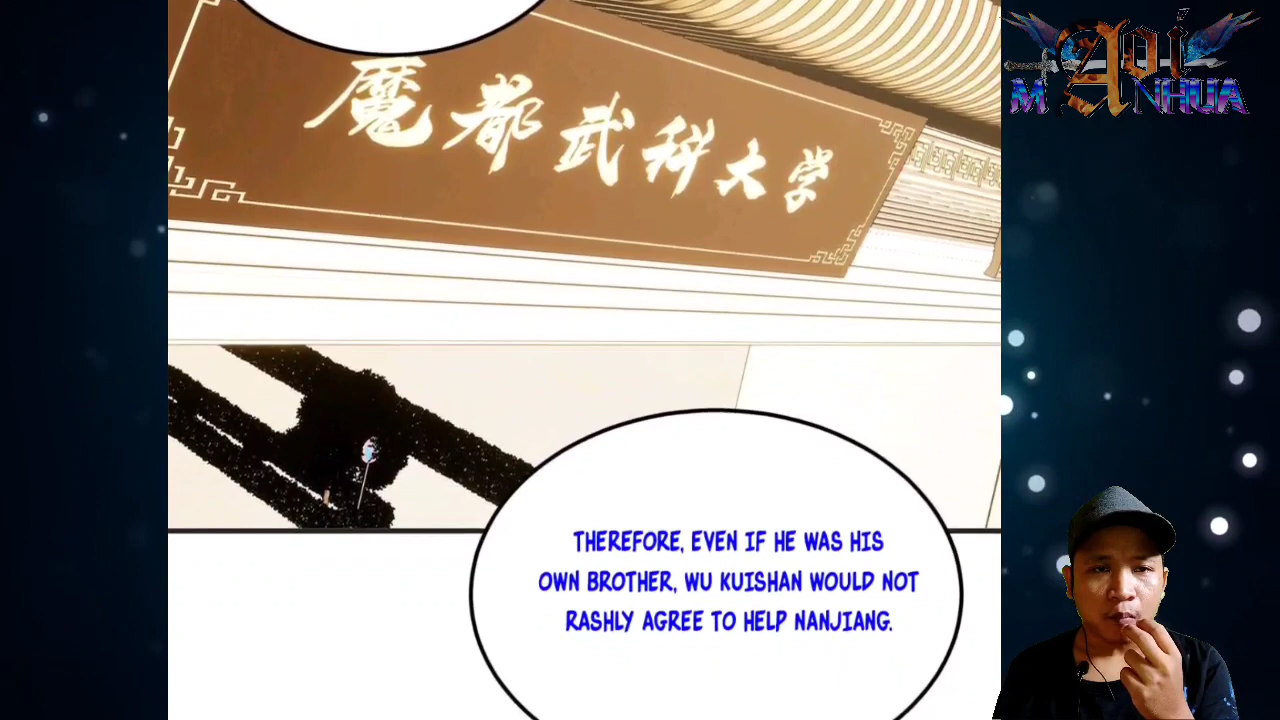 Aoi
MANHUA
魔都武科大学
THEREFORE, EVEN IF HE WAS HIS
OWN BROTHER, WU KUISHAN WOULD NOT
RASHLY AGREE TO HELP NANJIANG.